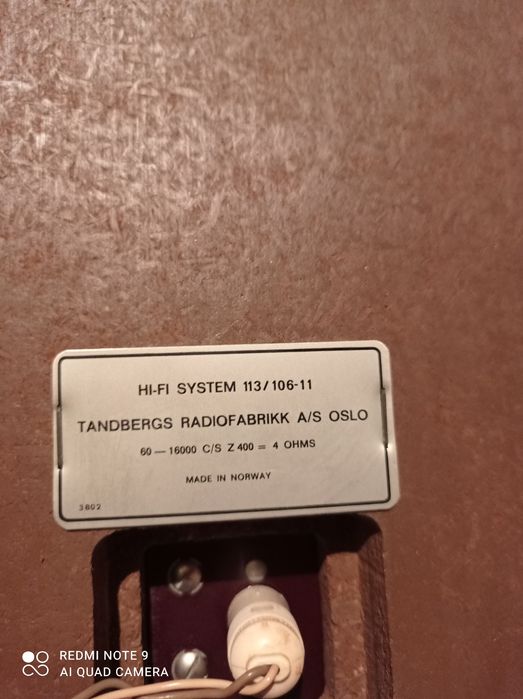 HI-FI SYSTEM 113/106-11
TANDBERGS RADIOFABRIKK A/S OSLO
60 — 16000 C/S Z 400 = 4 OHMS
MADE IN NORWAY
3802
REDMI NOTE 9
AI QUAD CAMERA